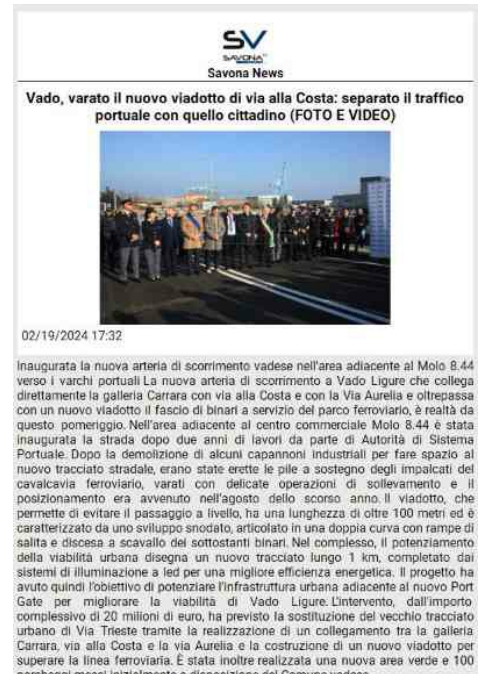 SV
SAVONA
Savona News
Vado, varato il nuovo viadotto di via alla Costa: separato il traffico
portuale con quello cittadino (FOTO E VIDEO)
02/19/2024 17:32
Inaugurata la nuova arteria di scorrimento vadese nell'area adiacente al Molo 8.44
verso i varchi portuali La nuova arteria di scorrimento a Vado Ligure che collega
direttamente la galleria Carrara con via alla Costa e con la Via Aurelia e oltrepassa
con un nuovo viadotto il fascio di binari a servizio del parco ferroviario, è realtà da
questo pomeriggio. Nell'area adiacente al centro commerciale Molo 8.44 è stata
inaugurata la strada dopo due anni di lavori da parte di Autorità di Sistema
Portuale. Dopo la demolizione di alcuni capannoni industriali per fare spazio al
nuovo tracciato stradale, erano state erette le pile a sostegno degli impalcati del
cavalcavia ferroviario, varati con delicate operazioni di sollevamento e il
posizionamento era avvenuto nell'agosto dello scorso anno. Il viadotto, che
permette di evitare il passaggio a livello, ha una lunghezza di oltre 100 metri ed è
caratterizzato da uno sviluppo snodato, articolato in una doppia curva con rampe di
salita e discesa a scavallo dei sottostanti binari. Nel complesso, il potenziamento
della viabilità urbana disegna un nuovo tracciato lungo 1 km, completato dai
sistemi di illuminazione a led per una migliore efficienza energetica. Il progetto ha
avuto quindi l'obiettivo di potenziare l'infrastruttura urbana adiacente al nuovo Port
Gate per migliorare la viabilità di Vado Ligure. L'intervento, dall'importo
complessivo di 20 milioni di euro, ha previsto la sostituzione del vecchio tracciato
urbano di Via Trieste tramite la realizzazione di un collegamento tra la galleria
Carrara, via alla Costa e la via Aurelia e la costruzione di un nuovo viadotto per
superare la linea ferroviaria. È stata inoltre realizzata una nuova area verde e 100